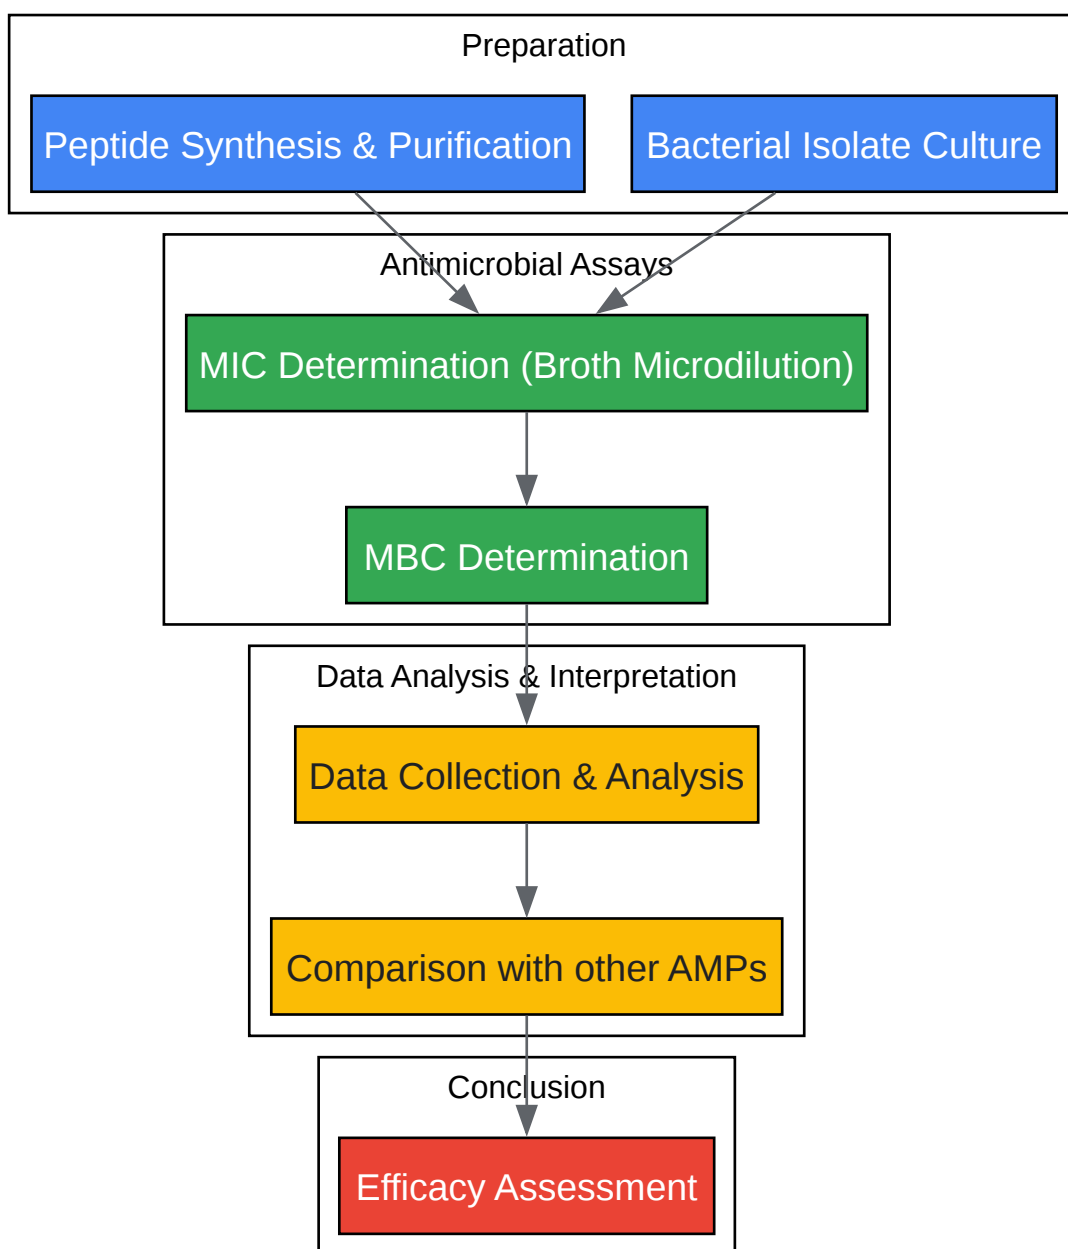 Preparation
Peptide Synthesis & Purification
Bacterial Isolate Culture
Antimicrobial Assays
MIC Determination (Broth Microdilution)
MBC Determination
Data Analysis & Interpretation
Data Collection & Analysis
Comparison with other AMPs
Conclusion
Efficacy Assessment